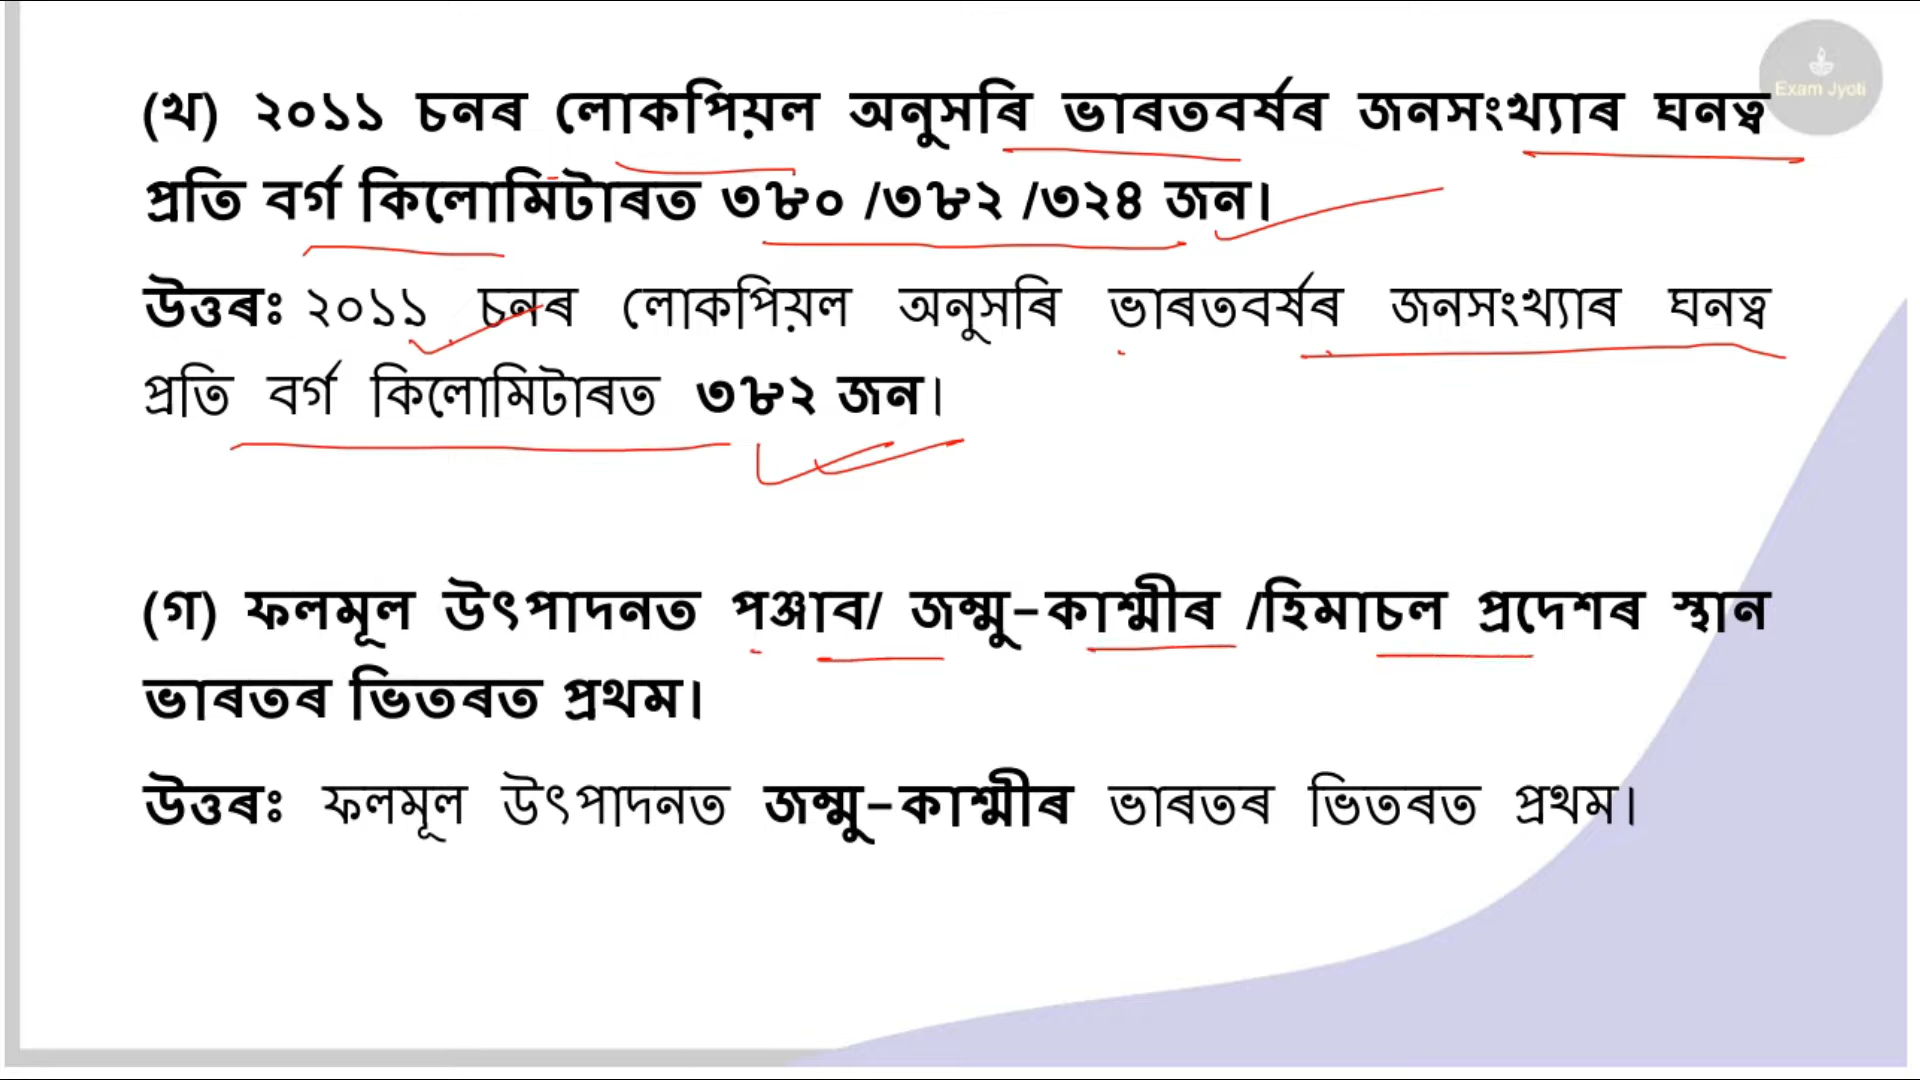 Exam Jyoti
(খ) ২০১১ চনৰ লোকপিয়ল অনুসৰি ভাৰতবৰ্ষৰ জনসংখ্যাৰ ঘনত্ব
প্ৰতি বৰ্গ কিলোমিটাৰত ৩৮০ /৩৮২ /৩২৪ জন।
উত্তৰঃ ২০১১ চনৰ লোকপিয়ল অনুসৰি ভাৰতবৰ্ষৰ জনসংখ্যাৰ ঘনত্ব
প্ৰতি বৰ্গ কিলোমিটাৰত ৩৮২ জন।
(গ) ফলমূল উৎপাদনত পঞ্জাব/ জম্মু-কাশ্মীৰ /হিমাচল প্ৰদেশৰ স্থান
ভাৰতৰ ভিতৰত প্ৰথম।
উত্তৰঃ ফলমূল উৎপাদনত জম্মু-কাশ্মীৰ ভাৰতৰ ভিতৰত প্ৰথম।